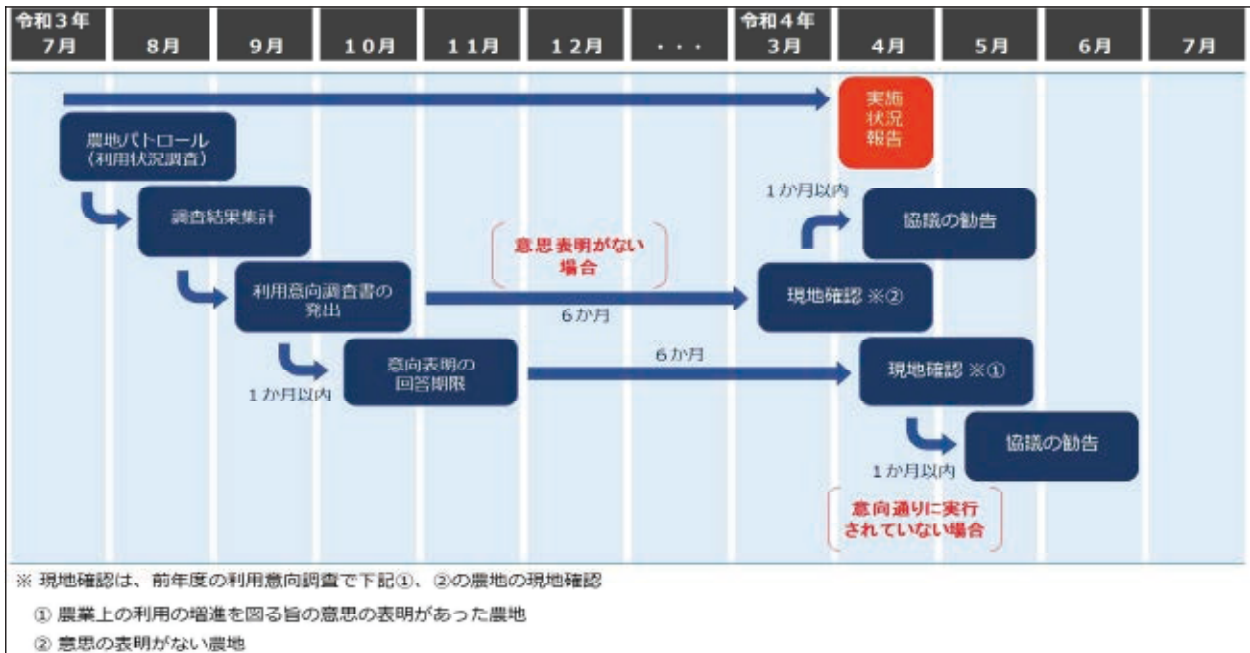 令和３年
７月
８月
９月
１０月
１１月
１２月
・・・
令和４年
３月
４月
５月
６月
７月
実施
状況
報告
農地パトロール
（利用状況調査）
１か月以内
調査結果集計
協議の勧告
意思表明がない
場合
利用意向調査書の
発出
６か月
現地確認 ※②
１か月以内
意向表明の
回答期限
６か月
現地確認 ※①
協議の勧告
１か月以内
意向通りに実行
されていない場合
※ 現地確認は、前年度の利用意向調査で下記①、②の農地の現地確認
① 農業上の利用の増進を図る旨の意思の表明があった農地
② 意思の表明がない農地